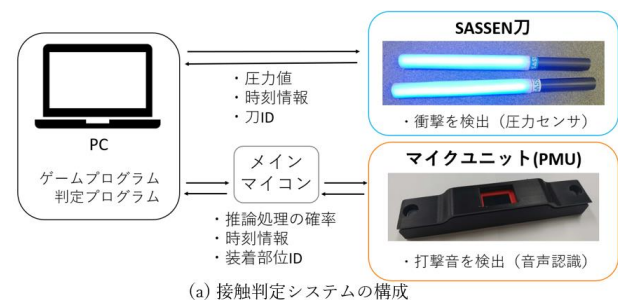 SASSEN刀
・圧力値
・時刻情報
・刀ID
・衝撃を検出（圧力センサ）
PC
ゲームプログラム
判定プログラム
メイン
マイコン
・推論処理の確率
・時刻情報
・装着部位ID
マイクユニット(PMU)
・打撃音を検出（音声認識）
(a) 接触判定システムの構成